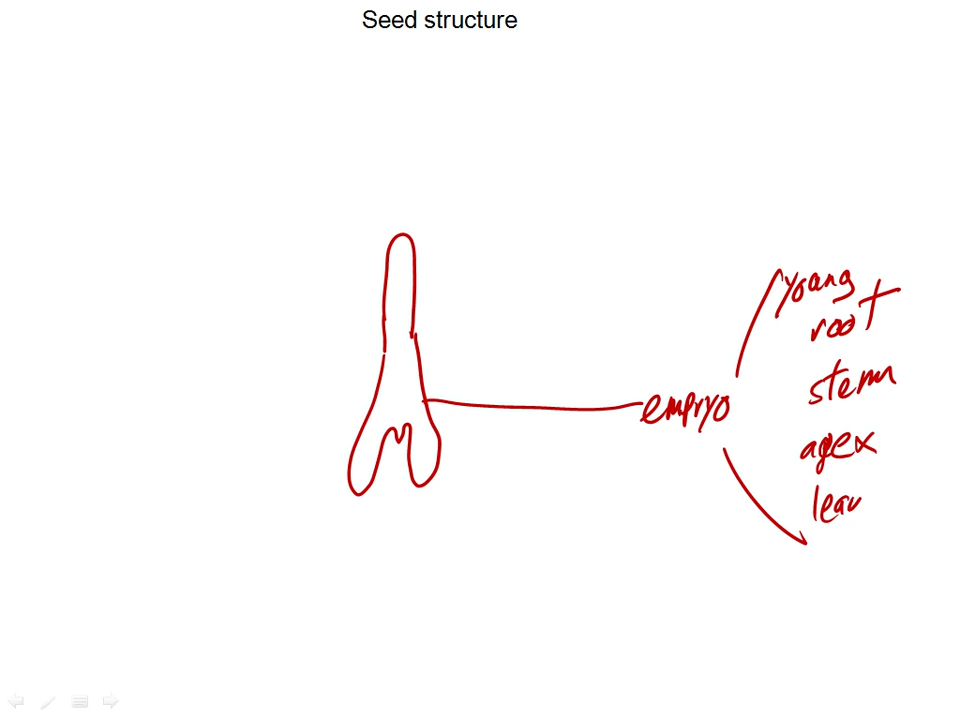 Seed structure
young
root
stem
embryo
apex
leav